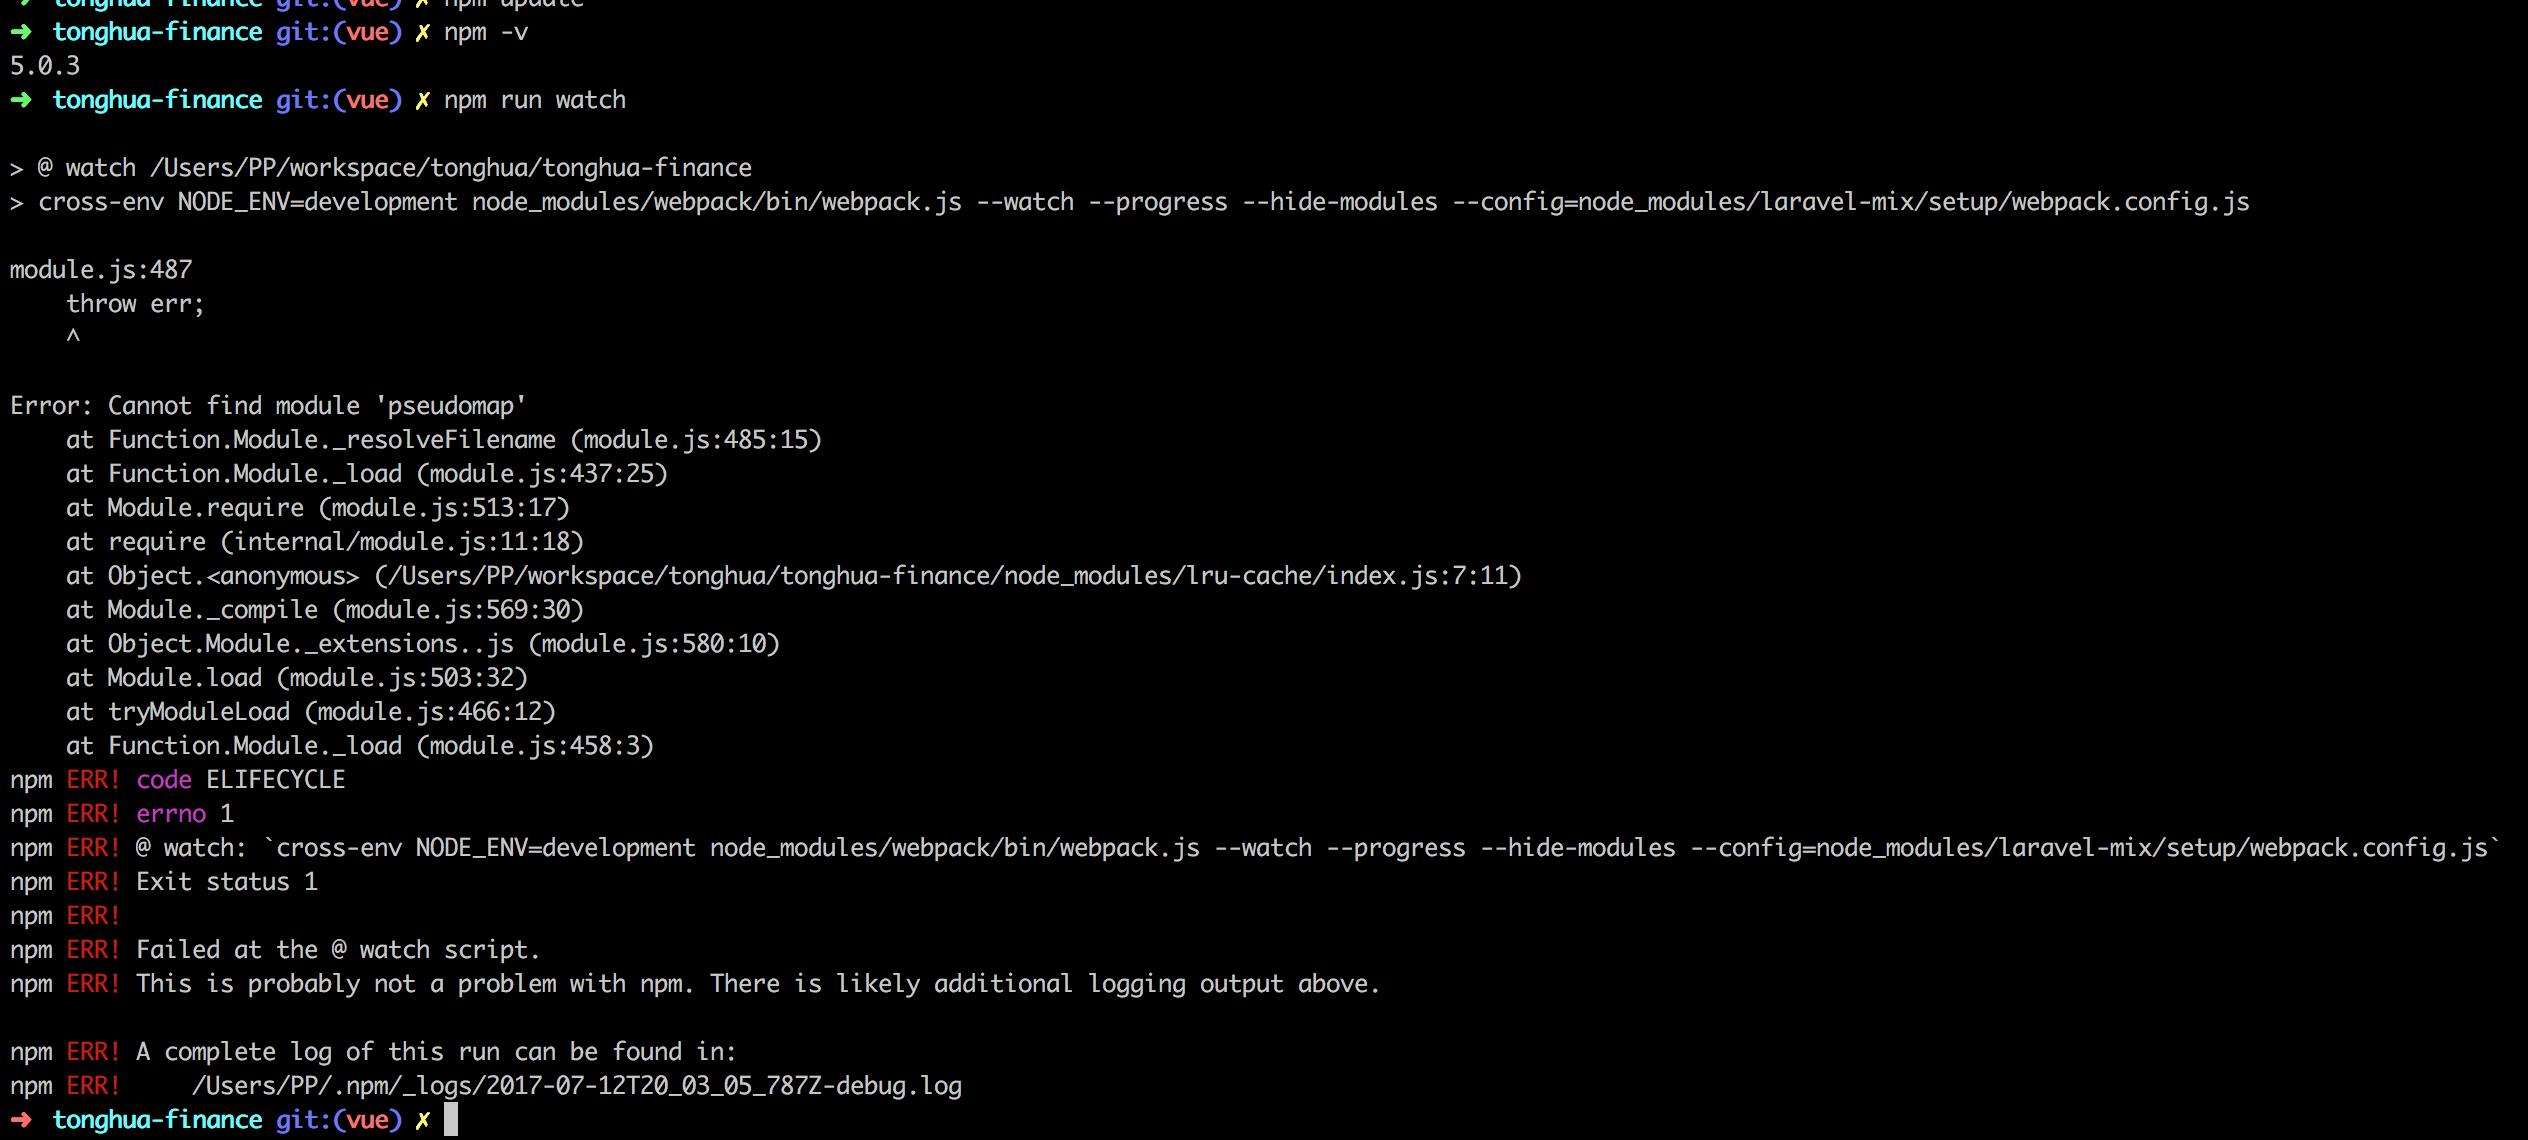 ➜  tonghua-finance git:(vue) ✗ npm update
➜  tonghua-finance git:(vue) ✗ npm -v
5.0.3
➜  tonghua-finance git:(vue) ✗ npm run watch

> @ watch /Users/PP/workspace/tonghua/tonghua-finance
> cross-env NODE_ENV=development node_modules/webpack/bin/webpack.js --watch --progress --hide-modules --config=node_modules/laravel-mix/setup/webpack.config.js

module.js:487
    throw err;
    ^

Error: Cannot find module 'pseudomap'
    at Function.Module._resolveFilename (module.js:485:15)
    at Function.Module._load (module.js:437:25)
    at Module.require (module.js:513:17)
    at require (internal/module.js:11:18)
    at Object.<anonymous> (/Users/PP/workspace/tonghua/tonghua-finance/node_modules/lru-cache/index.js:7:11)
    at Module._compile (module.js:569:30)
    at Object.Module._extensions..js (module.js:580:10)
    at Module.load (module.js:503:32)
    at tryModuleLoad (module.js:466:12)
    at Function.Module._load (module.js:458:3)
npm ERR! code ELIFECYCLE
npm ERR! errno 1
npm ERR! @ watch: `cross-env NODE_ENV=development node_modules/webpack/bin/webpack.js --watch --progress --hide-modules --config=node_modules/laravel-mix/setup/webpack.config.js`
npm ERR! Exit status 1
npm ERR!
npm ERR! Failed at the @ watch script.
npm ERR! This is probably not a problem with npm. There is likely additional logging output above.

npm ERR! A complete log of this run can be found in:
npm ERR!     /Users/PP/.npm/_logs/2017-07-12T20_03_05_787Z-debug.log
➜  tonghua-finance git:(vue) ✗